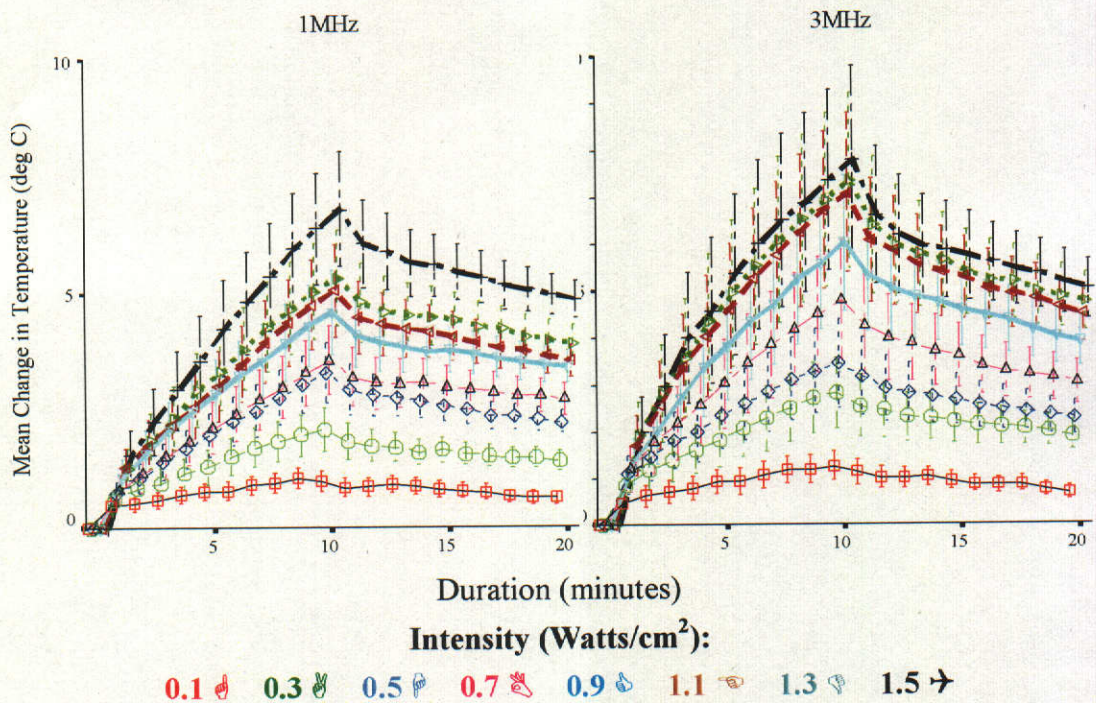 1MHz 3MHz
10
Mean Change in Temperature (deg C)
5
0
5 10 15 20
5 10 15 20
Duration (minutes)
Intensity (Watts/cm²):
0.1 0.3 0.5 0.7 0.9 1.1 1.3 1.5